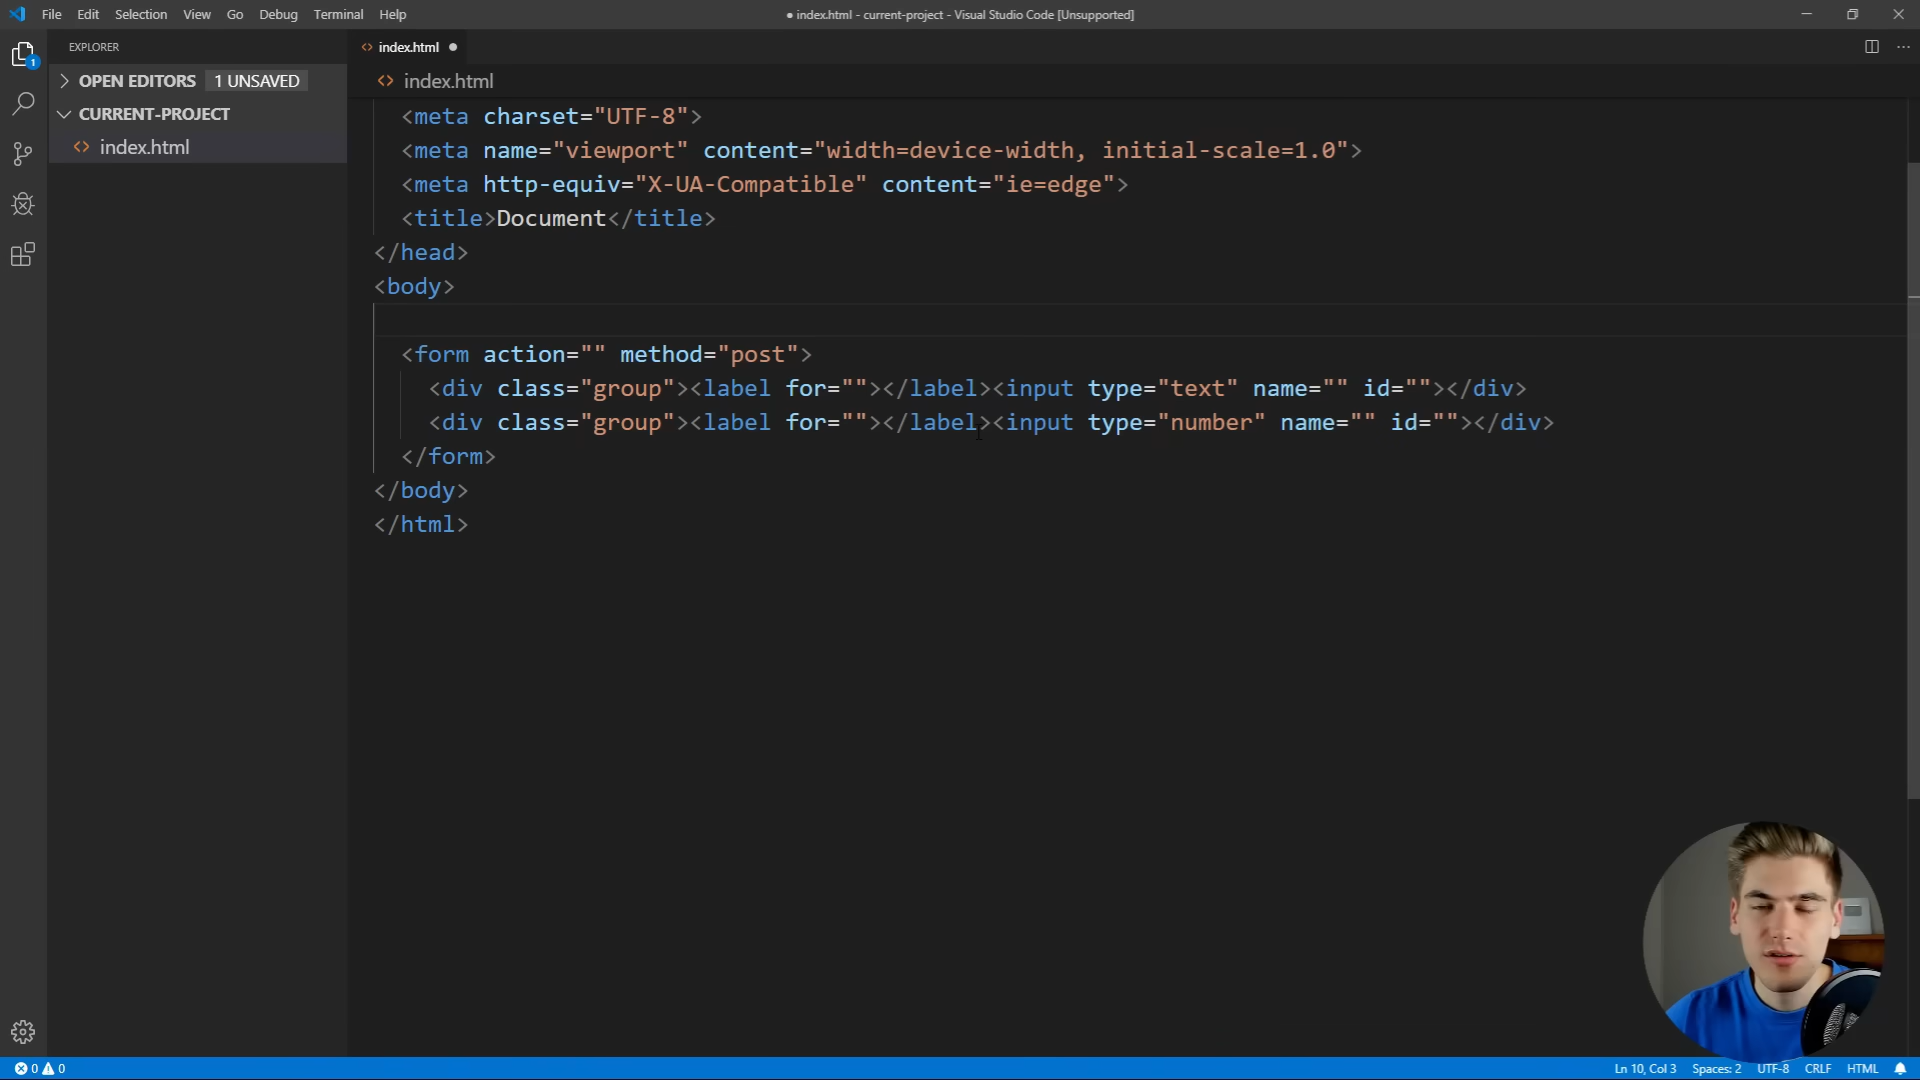 File Edit Selection View Go Debug Terminal Help
● index.html - current-project - Visual Studio Code [Unsupported]
EXPLORER
1
OPEN EDITORS 1 UNSAVED
CURRENT-PROJECT
<> index.html
<> index.html ●
<> index.html
<meta charset="UTF-8">
<meta name="viewport" content="width=device-width, initial-scale=1.0">
<meta http-equiv="X-UA-Compatible" content="ie=edge">
<title>Document</title>
</head>
<body>
<form action="" method="post">
<div class="group"><label for=""></label><input type="text" name="" id=""></div>
<div class="group"><label for=""></label><input type="number" name="" id=""></div>
</form>
</body>
</html>
0 0
Ln 10, Col 3 Spaces: 2 UTF-8 CRLF HTML